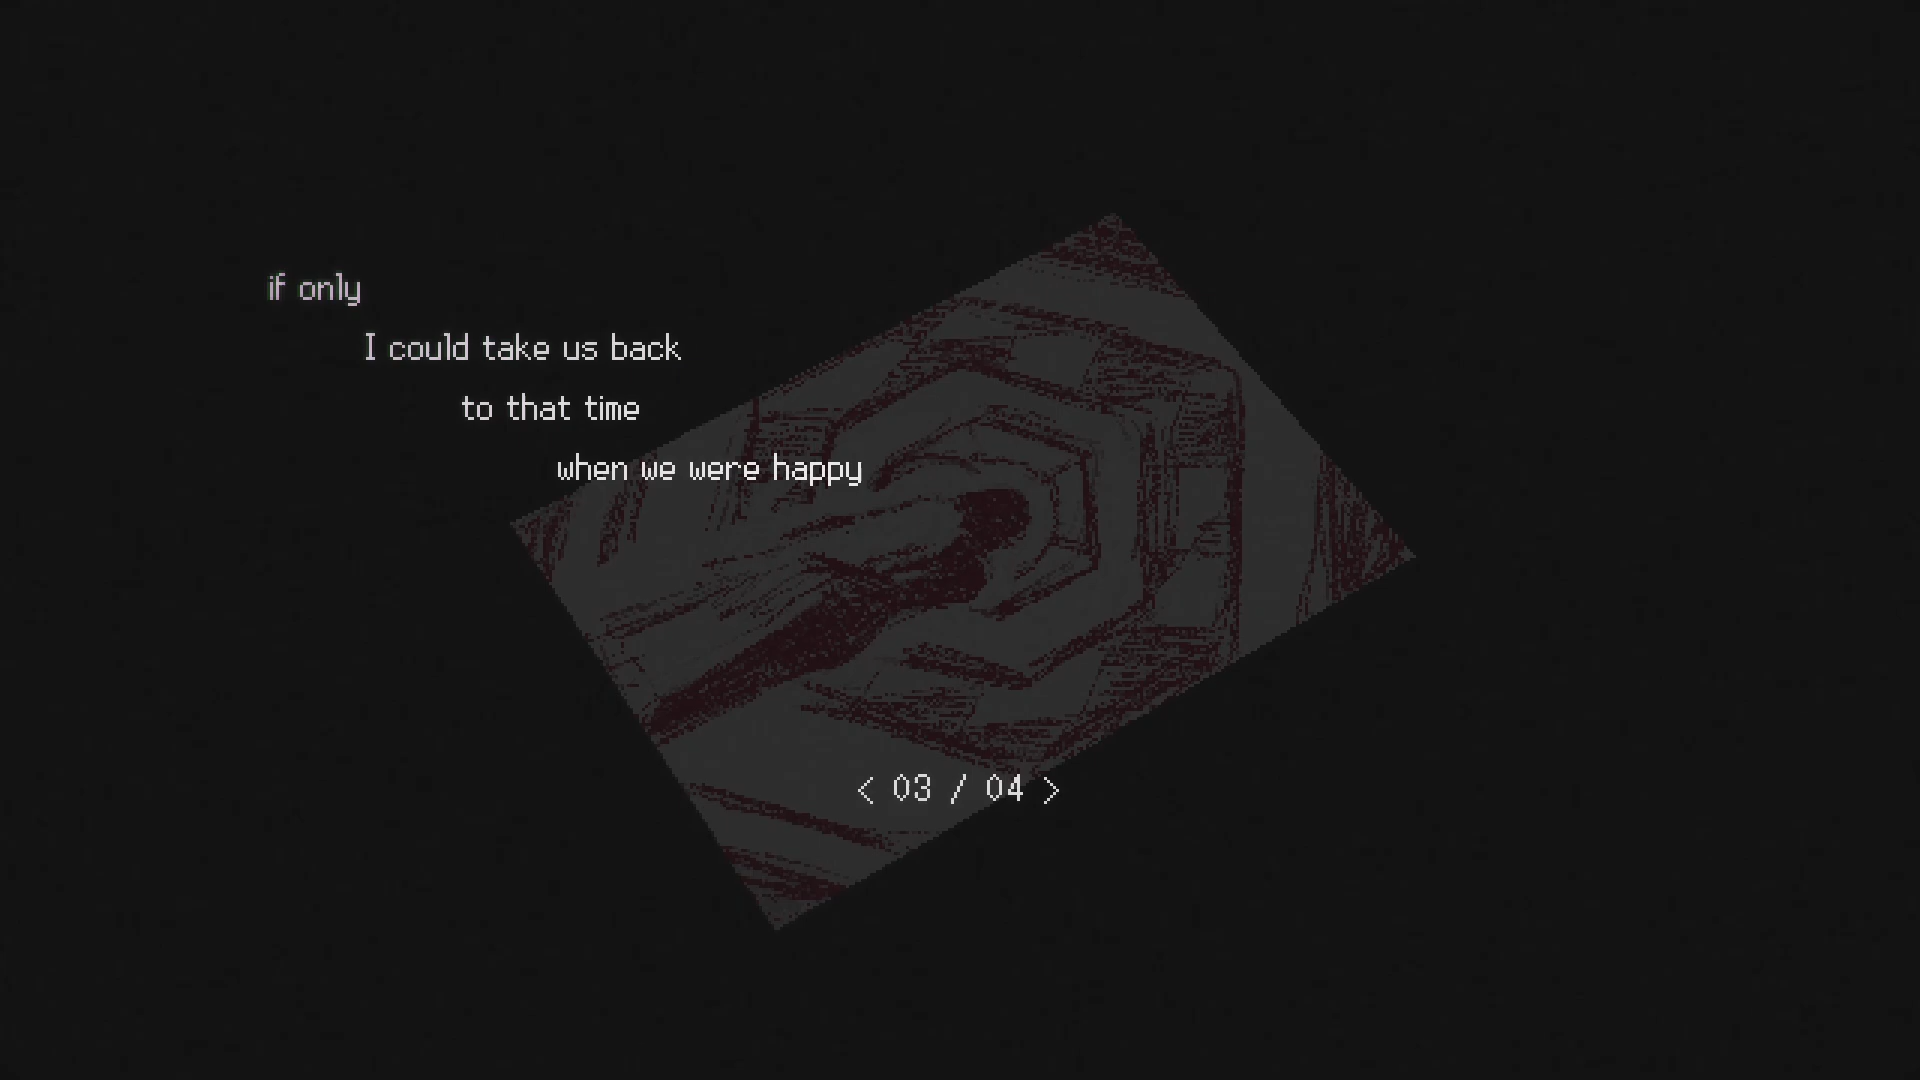 if only
I could take us back
to that time
when we were happy
< 03 / 04 >